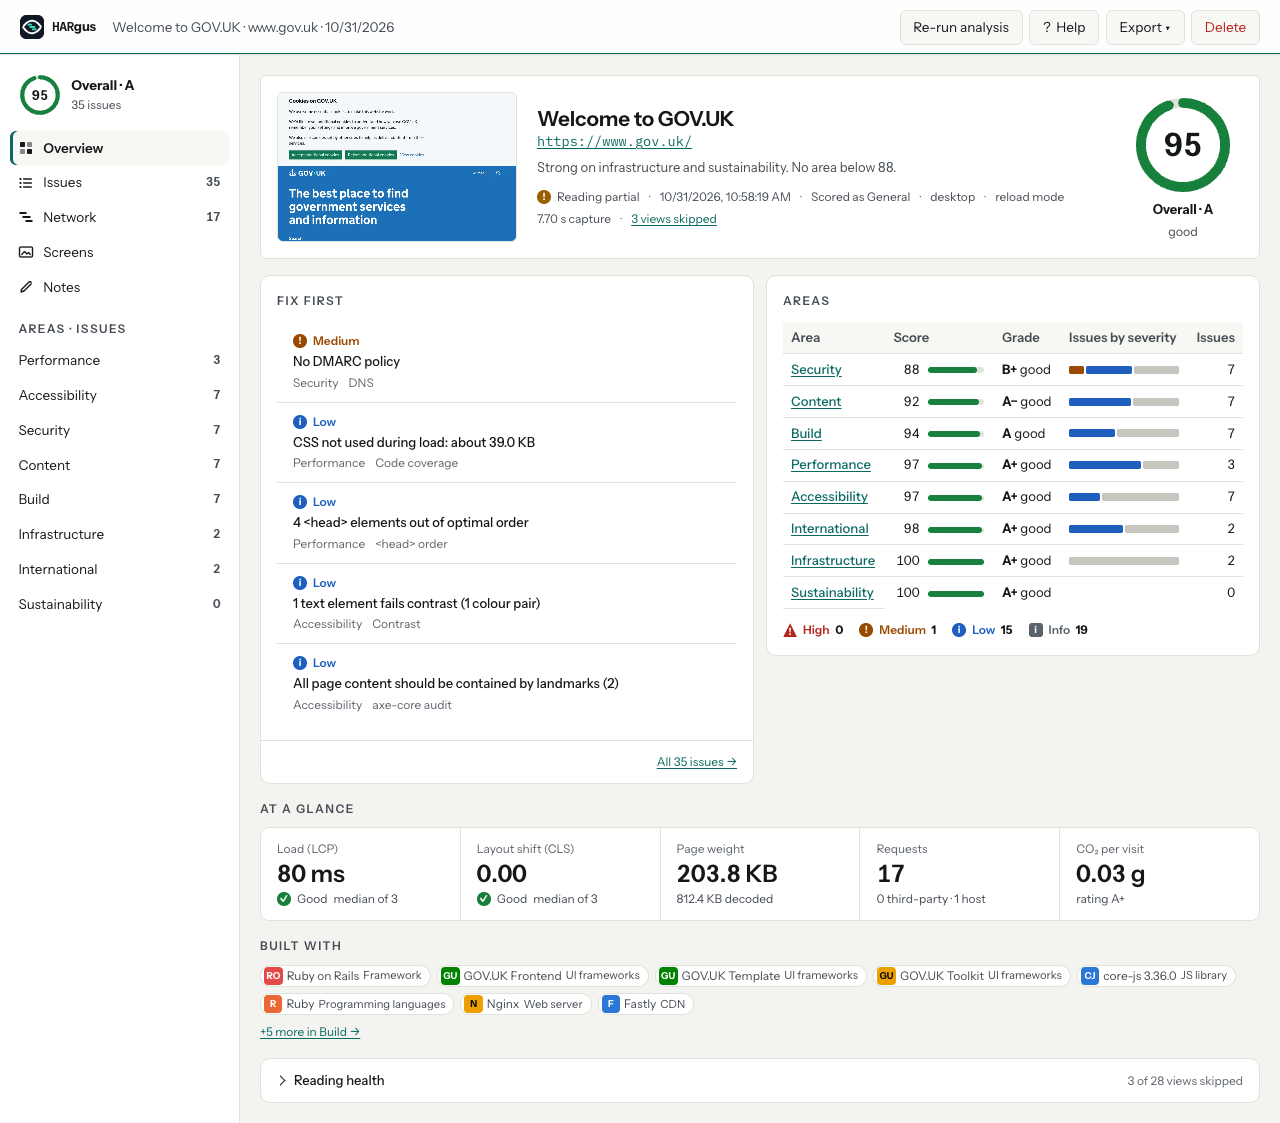 HARgus
Welcome to GOV.UK · www.gov.uk · 10/31/2026
Re-run analysis
? Help
Export ▾
Delete
95
Overall · A
35 issues
Overview
Issues 35
Network 17
Screens
Notes
AREAS · ISSUES
Performance 3
Accessibility 7
Security 7
Content 7
Build 7
Infrastructure 2
International 2
Sustainability 0
Cookies on GOV.UK
GOV·UK
The best place to find
government services
and information
Search
Welcome to GOV.UK
https://www.gov.uk/
Strong on infrastructure and sustainability. No area below 88.
Reading partial · 10/31/2026, 10:58:19 AM · Scored as General · desktop · reload mode
7.70 s capture · 3 views skipped
95
Overall · A
good
FIX FIRST
Medium
No DMARC policy
Security DNS
Low
CSS not used during load: about 39.0 KB
Performance Code coverage
Low
4 <head> elements out of optimal order
Performance <head> order
Low
1 text element fails contrast (1 colour pair)
Accessibility Contrast
Low
All page content should be contained by landmarks (2)
Accessibility axe-core audit
All 35 issues →
AREAS
Area Score Grade Issues by severity Issues
Security 88 B+ good 7
Content 92 A− good 7
Build 94 A good 7
Performance 97 A+ good 3
Accessibility 97 A+ good 7
International 98 A+ good 2
Infrastructure 100 A+ good 2
Sustainability 100 A+ good 0
High 0 Medium 1 Low 15 Info 19
AT A GLANCE
Load (LCP)
80 ms
Good median of 3
Layout shift (CLS)
0.00
Good median of 3
Page weight
203.8 KB
812.4 KB decoded
Requests
17
0 third-party · 1 host
CO₂ per visit
0.03 g
rating A+
BUILT WITH
RO Ruby on Rails Framework
GU GOV.UK Frontend UI frameworks
GU GOV.UK Template UI frameworks
GU GOV.UK Toolkit UI frameworks
CJ core-js 3.36.0 JS library
R Ruby Programming languages
N Nginx Web server
F Fastly CDN
+5 more in Build →
Reading health
3 of 28 views skipped